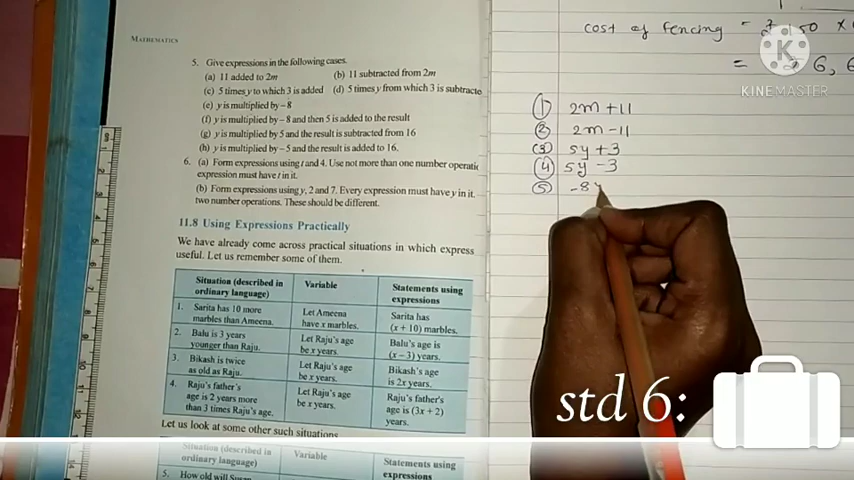 MATHEMATICS
5. Give expressions in the following cases.
(a) 11 added to 2m (b) 11 subtracted from 2m
(c) 5 times y to which 3 is added (d) 5 times y from which 3 is subtracte
(e) y is multiplied by –8
(f) y is multiplied by – 8 and then 5 is added to the result
(g) y is multiplied by 5 and the result is subtracted from 16
(h) y is multiplied by – 5 and the result is added to 16.
6. (a) Form expressions using t and 4. Use not more than one number operati
expression must have t in it.
(b) Form expressions using y, 2 and 7. Every expression must have y in it.
two number operations. These should be different.
11.8 Using Expressions Practically
We have already come across practical situations in which express
useful. Let us remember some of them.
Situation (described in ordinary language) Variable Statements using expressions
1. Sarita has 10 more marbles than Ameena. Let Ameena have x marbles. Sarita has (x + 10) marbles.
2. Balu is 3 years younger than Raju. Let Raju's age be x years. Balu's age is (x – 3) years.
3. Bikash is twice as old as Raju. Let Raju's age be x years. Bikash's age is 2x years.
4. Raju's father's age is 2 years more than 3 times Raju's age. Let Raju's age be x years. Raju's father's age is (3x + 2) years.
Let us look at some other such situations.
Situation (described in Variable Statements using
expressions
5. How old will Susan
cost of fencing =
KINEMASTER
(1) 2m + 11
(2) 2m - 11
(3) 5y + 3
(4) 5y - 3
(5) -8y
std 6: